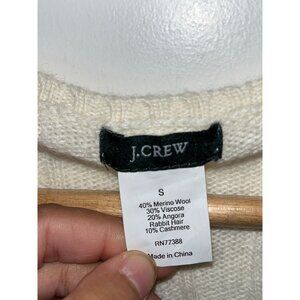 J.CREW
S
40% Merino Wool
30% Viscose
20% Angora
Rabbit Hair
10% Cashmere
RN77388
Made in China